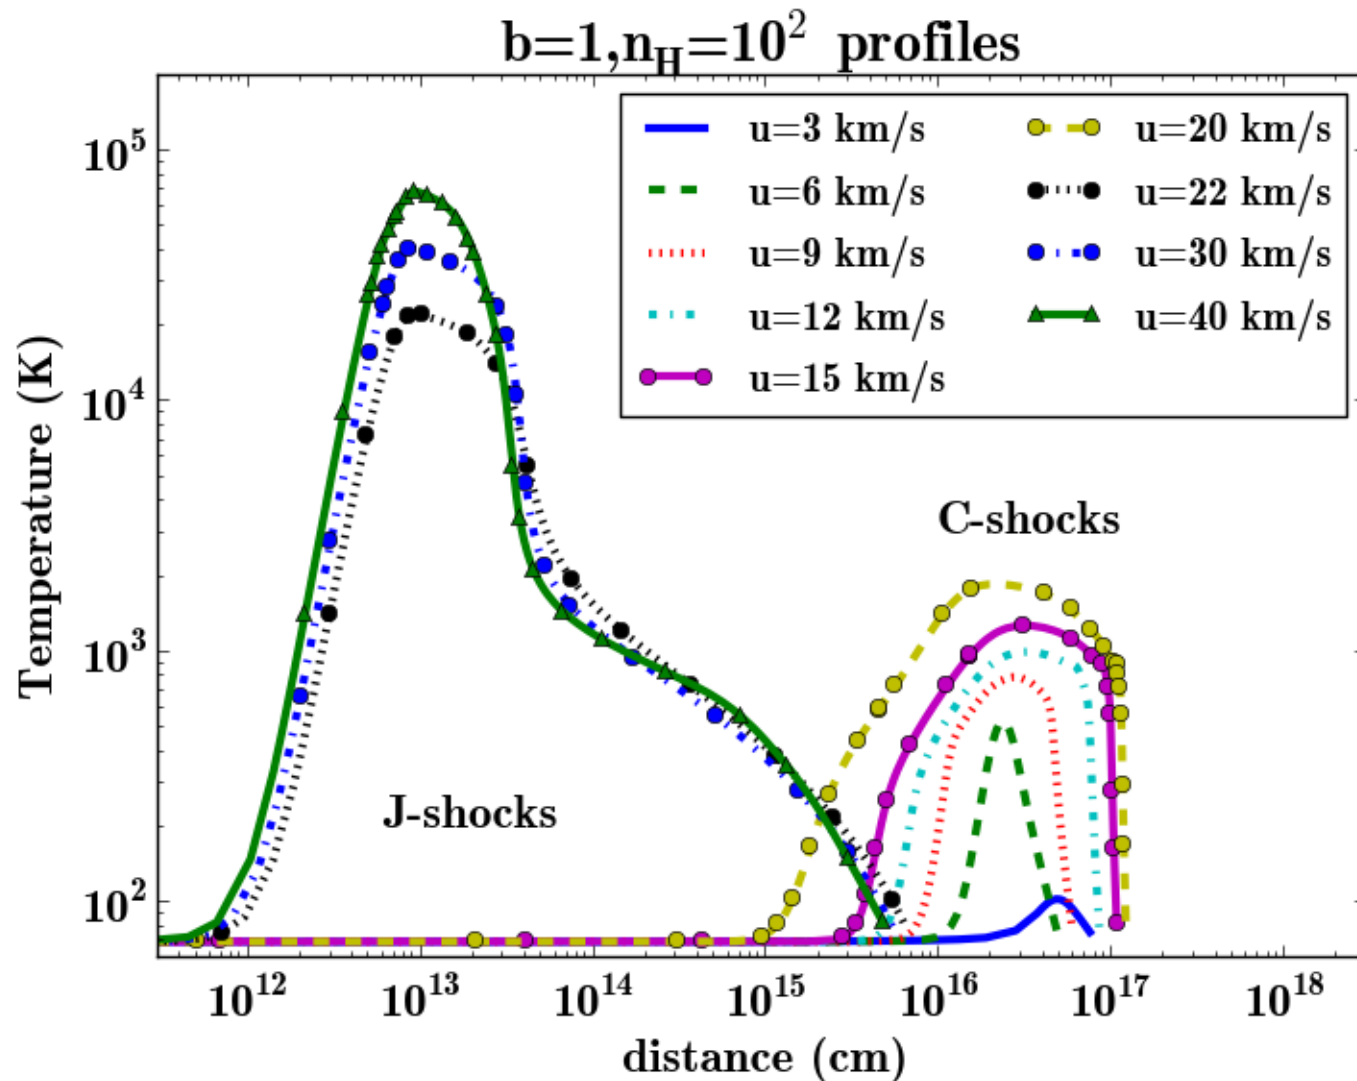 b=1,n_H=10^2 profiles
u=3 km/s
u=6 km/s
u=9 km/s
u=12 km/s
u=15 km/s
u=20 km/s
u=22 km/s
u=30 km/s
u=40 km/s
Temperature (K)
10^5
10^4
10^3
10^2
C-shocks
J-shocks
10^12 10^13 10^14 10^15 10^16 10^17 10^18
distance (cm)